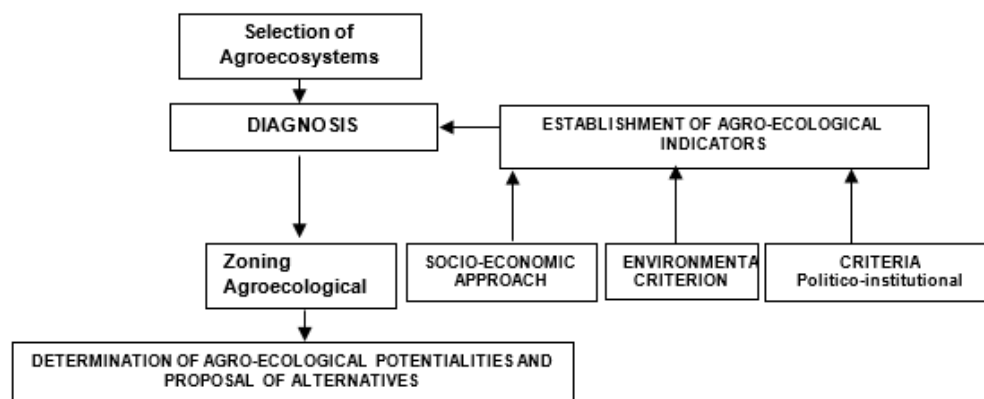 Selection of
Agroecosystems
DIAGNOSIS
ESTABLISHMENT OF AGRO-ECOLOGICAL
INDICATORS
Zoning
Agroecological
SOCIO-ECONOMIC
APPROACH
ENVIRONMENTA
CRITERION
CRITERIA
Politico-institutional
DETERMINATION OF AGRO-ECOLOGICAL POTENTIALITIES AND
PROPOSAL OF ALTERNATIVES